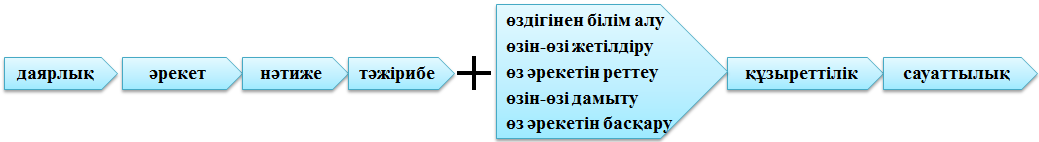 даярлық
әрекет
нәтиже
тәжірибе
+
өздігінен білім алу
өзін-өзі жетілдіру
өз әрекетін реттеу
өзін-өзі дамыту
өз әрекетін басқару
құзыреттілік
сауаттылық